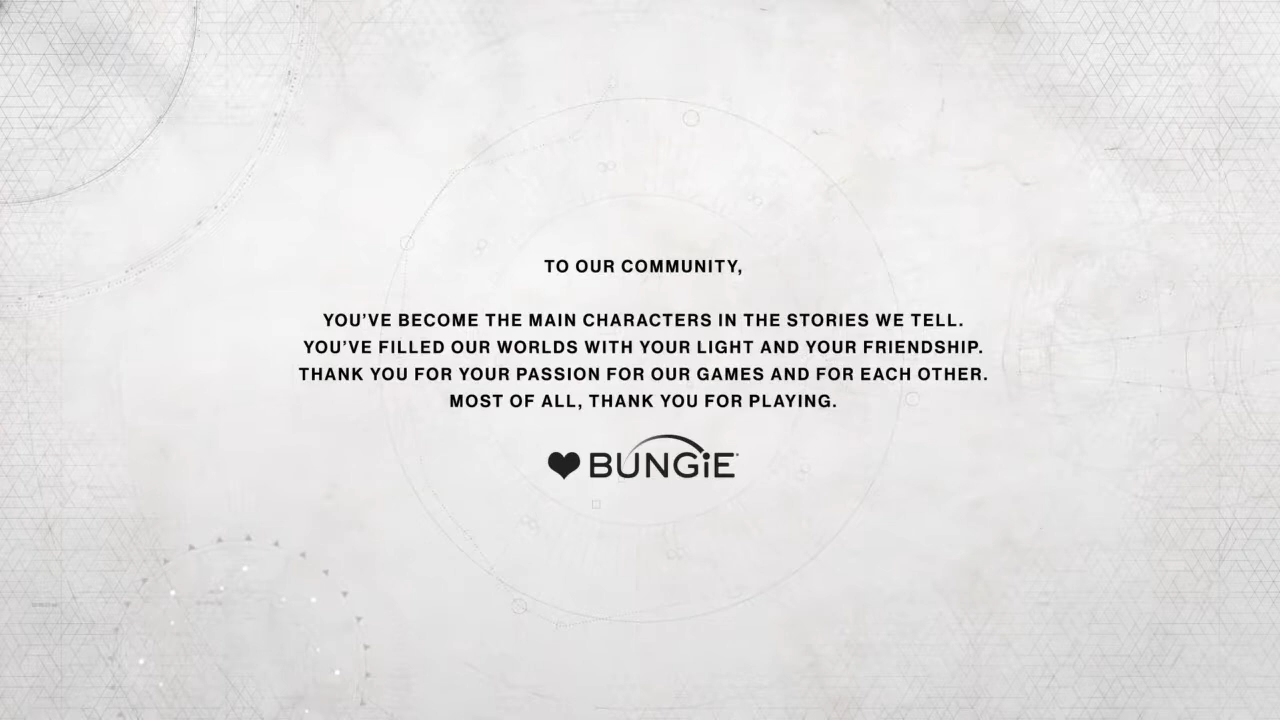 TO OUR COMMUNITY,
YOU'VE BECOME THE MAIN CHARACTERS IN THE STORIES WE TELL.
YOU'VE FILLED OUR WORLDS WITH YOUR LIGHT AND YOUR FRIENDSHIP.
THANK YOU FOR YOUR PASSION FOR OUR GAMES AND FOR EACH OTHER.
MOST OF ALL, THANK YOU FOR PLAYING.
BUNGiE